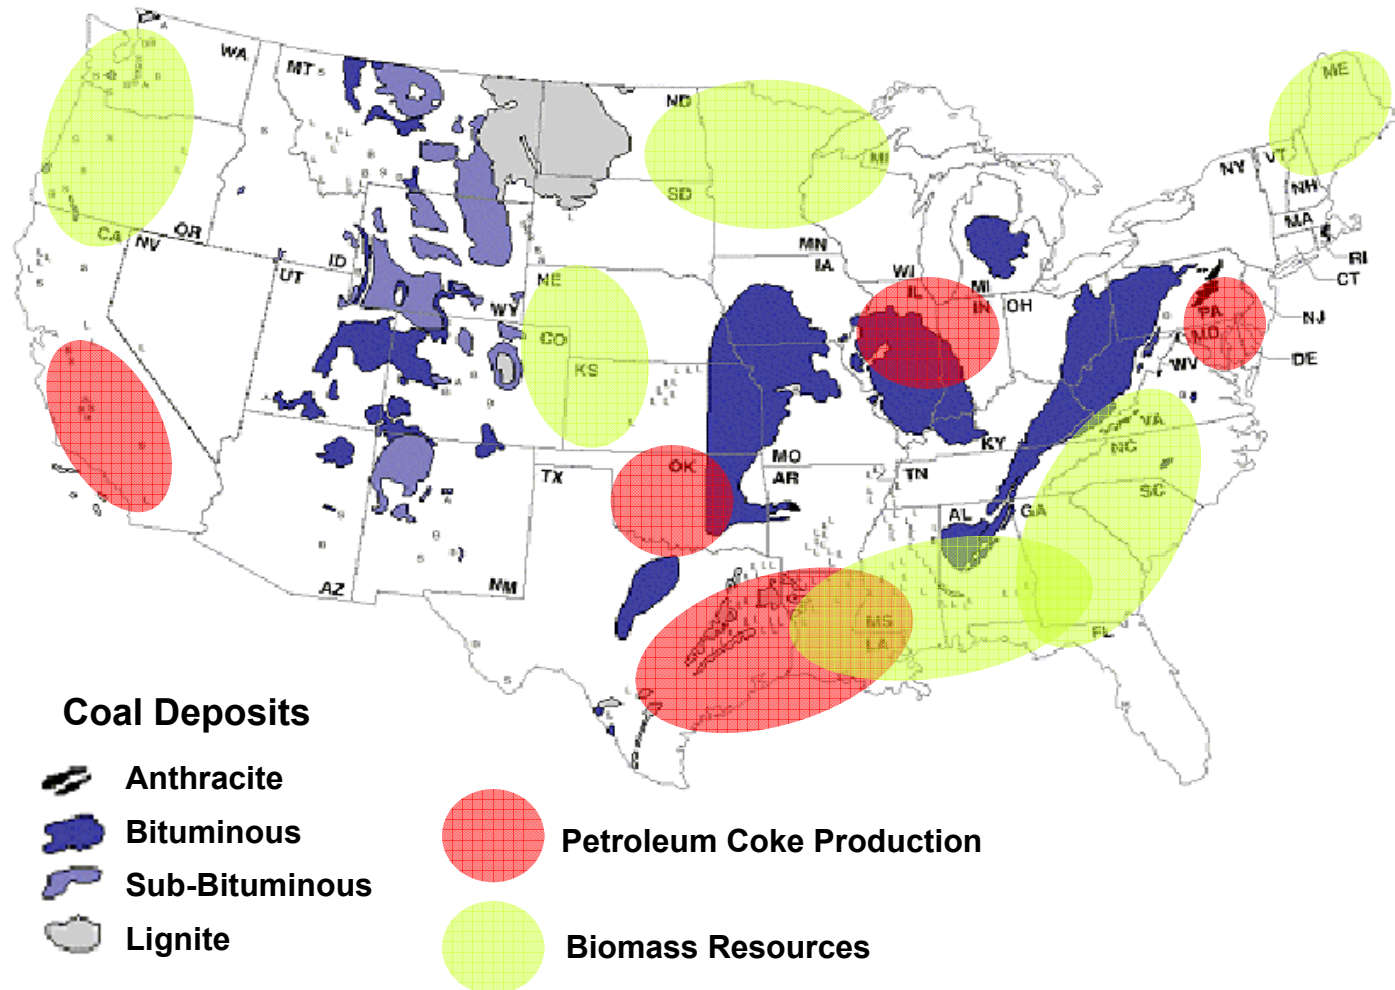 WA
MT
ND
ME
MI
NY
VT
NH
SD
MA
OR
CA
NV
MN
IA
RI
ID
UT
NE
WI
IL
MI
CT
WY
IN
OH
PA
NJ
CO
MD
KS
WV
DE
VA
KY
NC
MO
OK
TX
AR
TN
SC
AL
GA
AZ
NM
MS
FL
LA
Coal Deposits
Anthracite
Bituminous
Sub-Bituminous
Lignite
Petroleum Coke Production
Biomass Resources